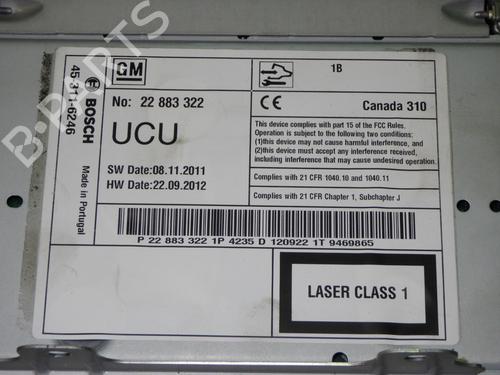 GM
1B
BOSCH
45-311-6246
Made in Portugal
No: 22 883 322
CE
Canada 310
UCU
This device complies with part 15 of the FCC Rules.
Operation is subject to the following two conditions:
(1)this device may not cause harmful interference, and
(2)this device must accept any interference received,
including interference that may cause undesired
operation.
SW Date:08.11.2011
HW Date:22.09.2012
Complies with 21 CFR 1040.10 and 1040.11
Complies with 21 CFR Chapter 1, Subchapter J
P 22 883 322 1P 4235 D 120922 1T 9469865
LASER CLASS 1
B-PARTS